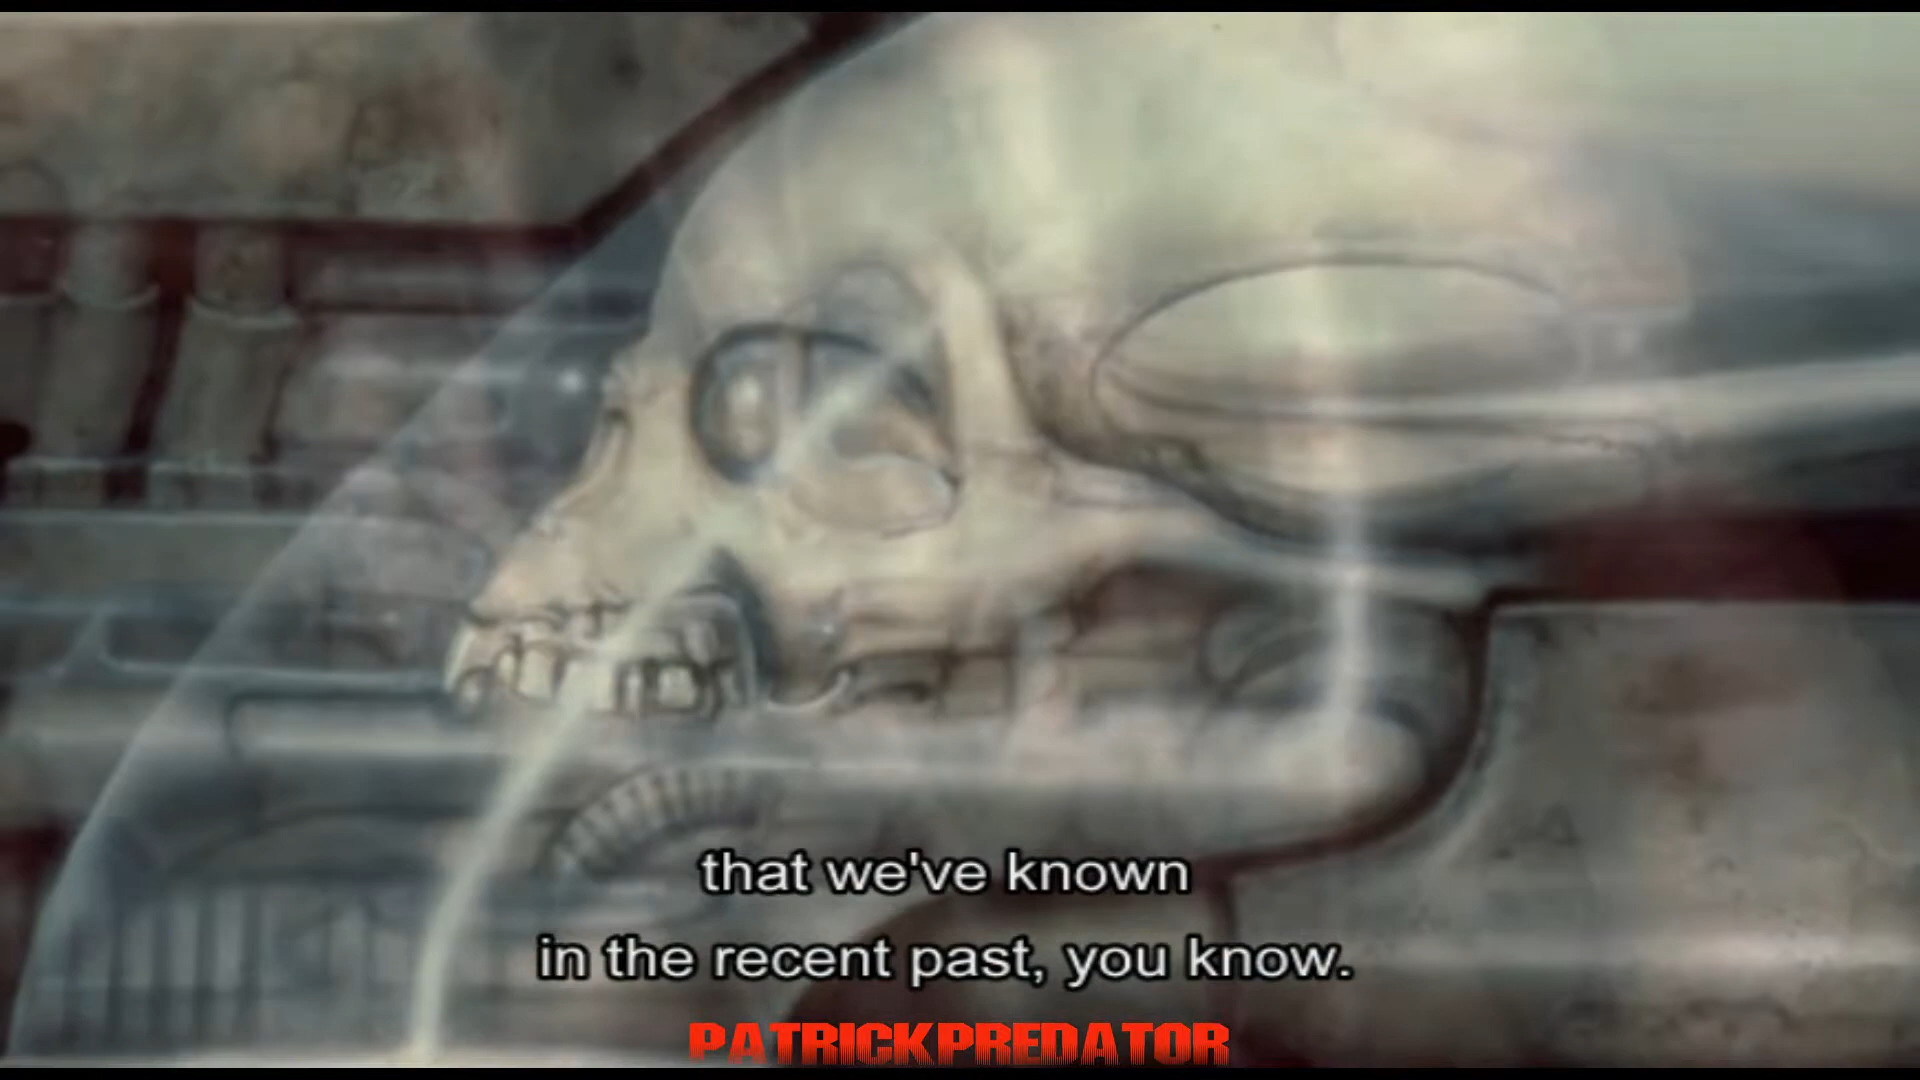 that we've known
in the recent past, you know.
PATRICKPREDATOR